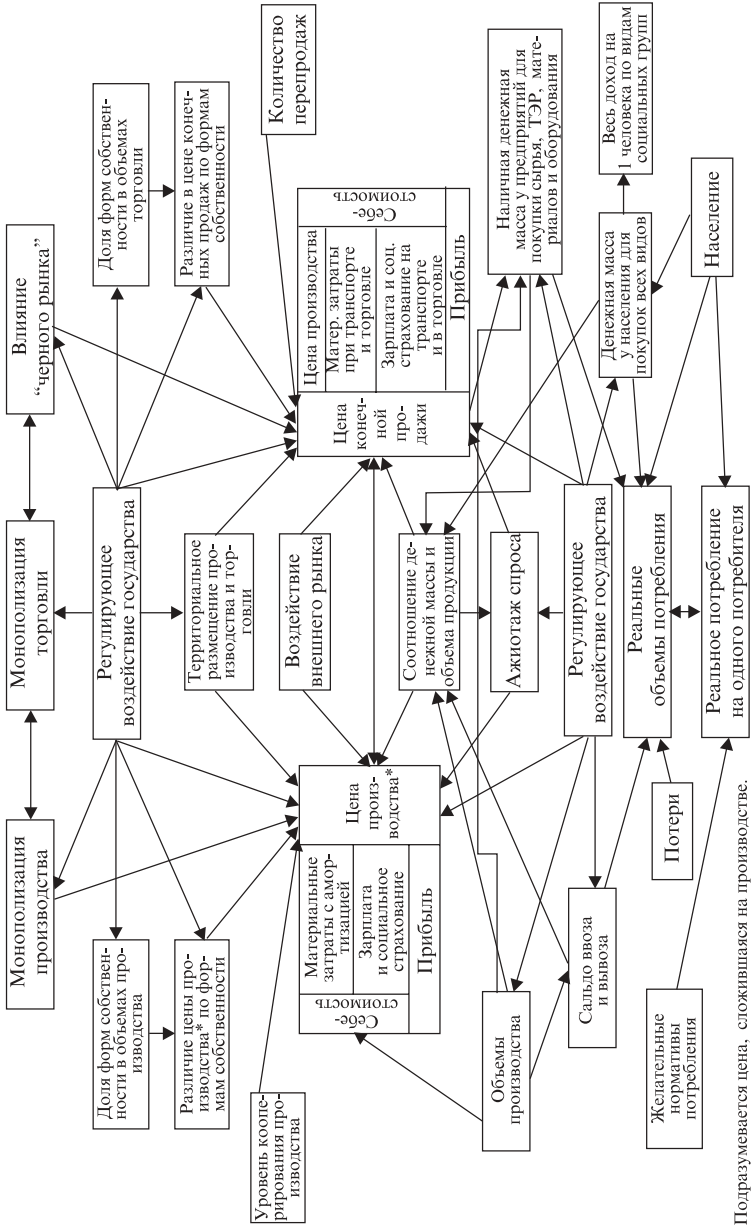 Монополизация
производства
Монополизация
торговли
Влияние
“черного рынка”
Доля форм собствен-
ности в объемах про-
изводства
Регулирующее
воздействие государства
Доля форм собствен-
ности в объемах
торговли
Различие цены про-
изводства* по фор-
мам собственности
Территориальное
размещение про-
изводства и тор-
говли
Различие в цене конеч-
ных продаж по формам
собственности
Уровень коопе-
рирования про-
изводства
Воздействие
внешнего рынка
Количество
перепродаж
Себе-
стоимость
Материальные
затраты с амор-
тизацией
Зарплата
и социальное
страхование
Прибыль
Цена
произ-
водства*
Цена
конеч-
ной
про-
дажи
Цена производства
Матер. затраты
при транспорте
и торговле
Зарплата и соц.
страхование на
транспорте
и в торговле
Прибыль
Себе-
стоимость
Соотношение де-
нежной массы и
объема продукции
Наличная денежная
масса у предприятий для
покупки сырья, ТЭР, мате-
риалов и оборудования
Объемы
производства
Ажиотаж спроса
Сальдо ввоза
и вывоза
Регулирующее
воздействие государства
Денежная масса
у населения для
покупок всех видов
Весь доход на
1 человека по видам
социальных групп
Потери
Реальные
объемы потребления
Население
Желательные
нормативы
потребления
Реальное потребление
на одного потребителя
Подразумевается цена, сложившаяся на производстве.